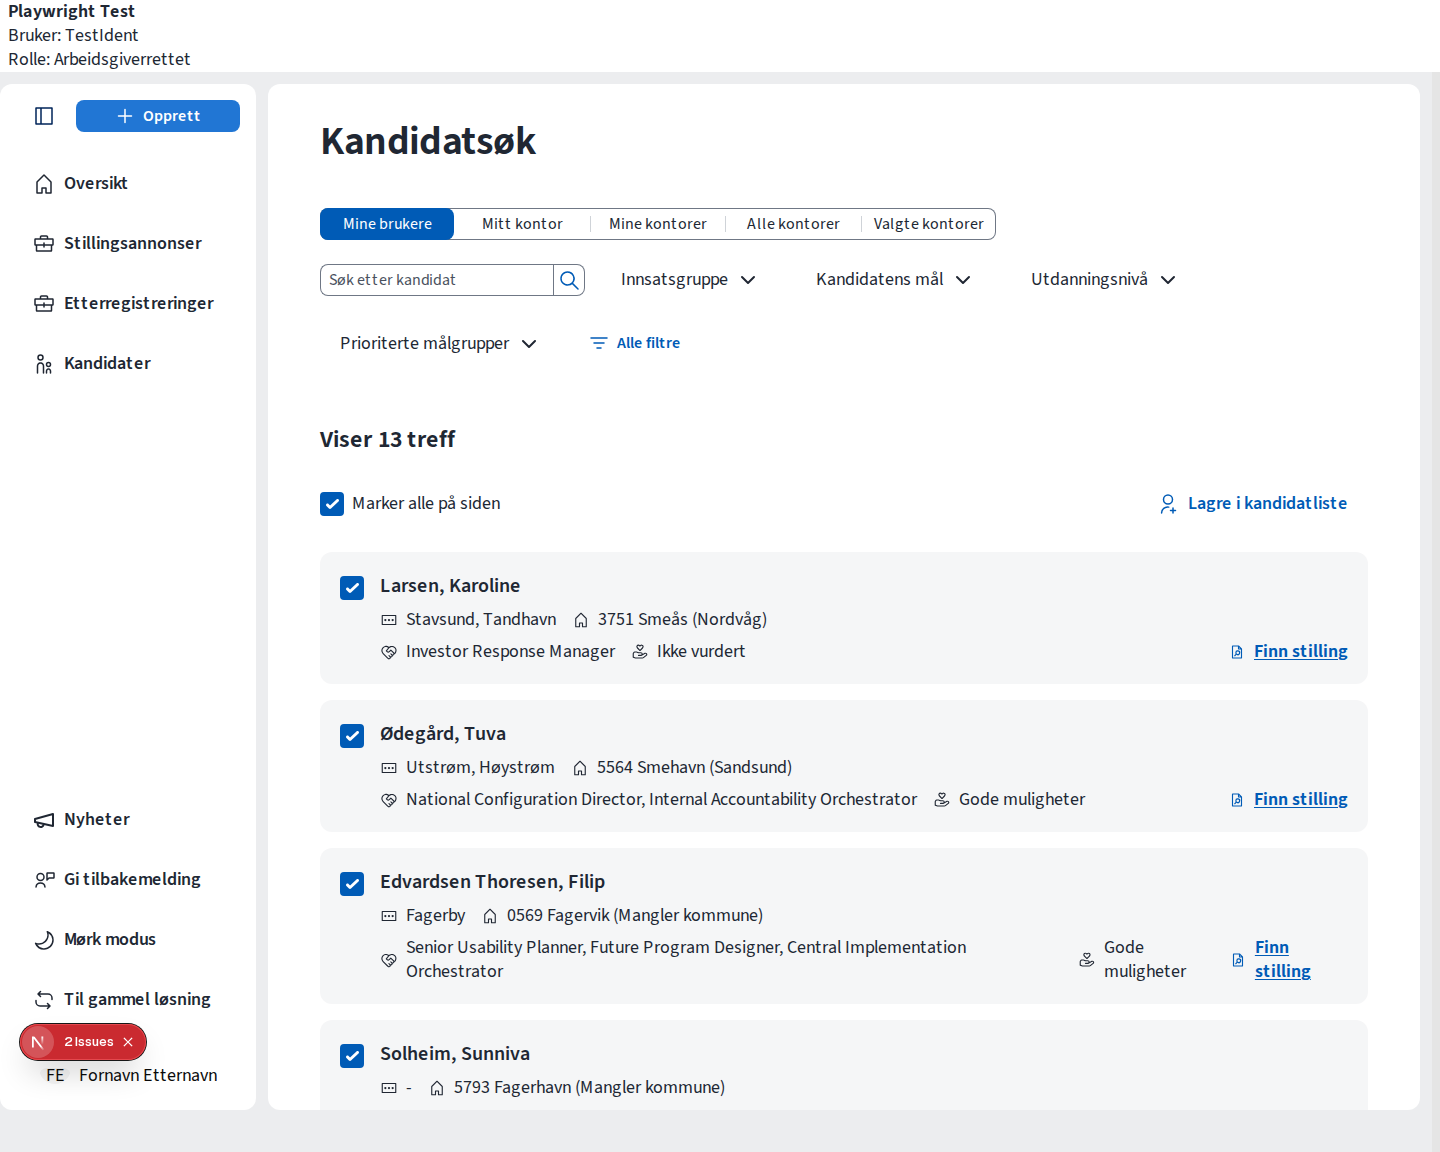 Playwright Test
Bruker: TestIdent
Rolle: Arbeidsgiverrettet
Opprett
Oversikt
Stillingsannonser
Etterregistreringer
Kandidater
Nyheter
Gi tilbakemelding
Mørk modus
Til gammel løsning
2 Issues
FE Fornavn Etternavn
Kandidatsøk
Mine brukere Mitt kontor Mine kontorer Alle kontorer Valgte kontorer
Søk etter kandidat Innsatsgruppe Kandidatens mål Utdanningsnivå
Prioriterte målgrupper Alle filtre
Viser 13 treff
Marker alle på siden Lagre i kandidatliste
Larsen, Karoline
Stavsund, Tandhavn 3751 Smeås (Nordvåg)
Investor Response Manager Ikke vurdert Finn stilling
Ødegård, Tuva
Utstrøm, Høystrøm 5564 Smehavn (Sandsund)
National Configuration Director, Internal Accountability Orchestrator Gode muligheter Finn stilling
Edvardsen Thoresen, Filip
Fagerby 0569 Fagervik (Mangler kommune)
Senior Usability Planner, Future Program Designer, Central Implementation Gode Finn
Orchestrator muligheter stilling
Solheim, Sunniva
- 5793 Fagerhavn (Mangler kommune)